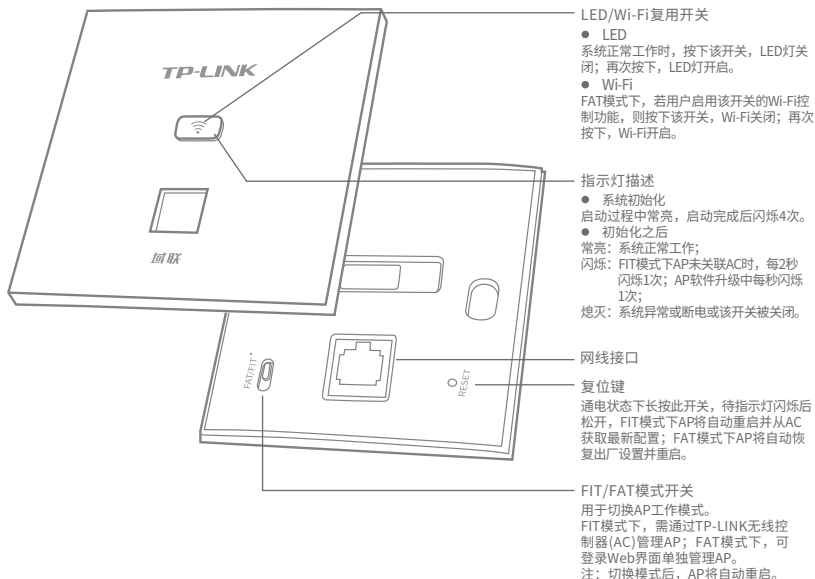 TP-LINK
域联
FAT/FIT
RESET
LED/Wi-Fi复用开关
● LED
系统正常工作时，按下该开关，LED灯关
闭；再次按下，LED灯开启。
● Wi-Fi
FAT模式下，若用户启用该开关的Wi-Fi控
制功能，则按下该开关，Wi-Fi关闭；再次
按下，Wi-Fi开启。
指示灯描述
● 系统初始化
启动过程中常亮，启动完成后闪烁4次。
● 初始化之后
常亮：系统正常工作；
闪烁：FIT模式下AP未关联AC时，每2秒
闪烁1次；AP软件升级中每秒闪烁
1次；
熄灭：系统异常或断电或该开关被关闭。
网线接口
复位键
通电状态下长按此开关，待指示灯闪烁后
松开，FIT模式下AP将自动重启并从AC
获取最新配置；FAT模式下AP将自动恢
复出厂设置并重启。
FIT/FAT模式开关
用于切换AP工作模式。
FIT模式下，需通过TP-LINK无线控
制器(AC)管理AP；FAT模式下，可
登录Web界面单独管理AP。
注：切换模式后，AP将自动重启。